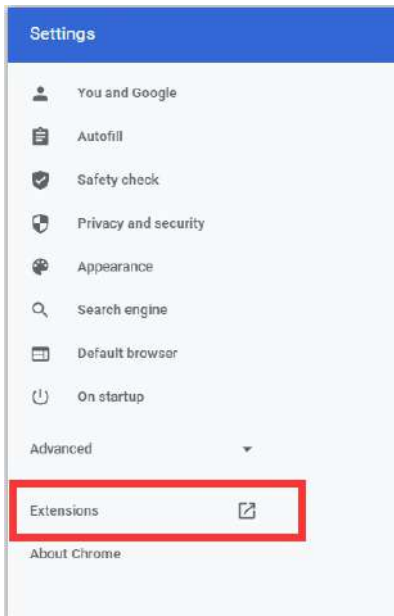 Settings
You and Google
Autofill
Safety check
Privacy and security
Appearance
Search engine
Default browser
On startup
Advanced
Extensions
About Chrome